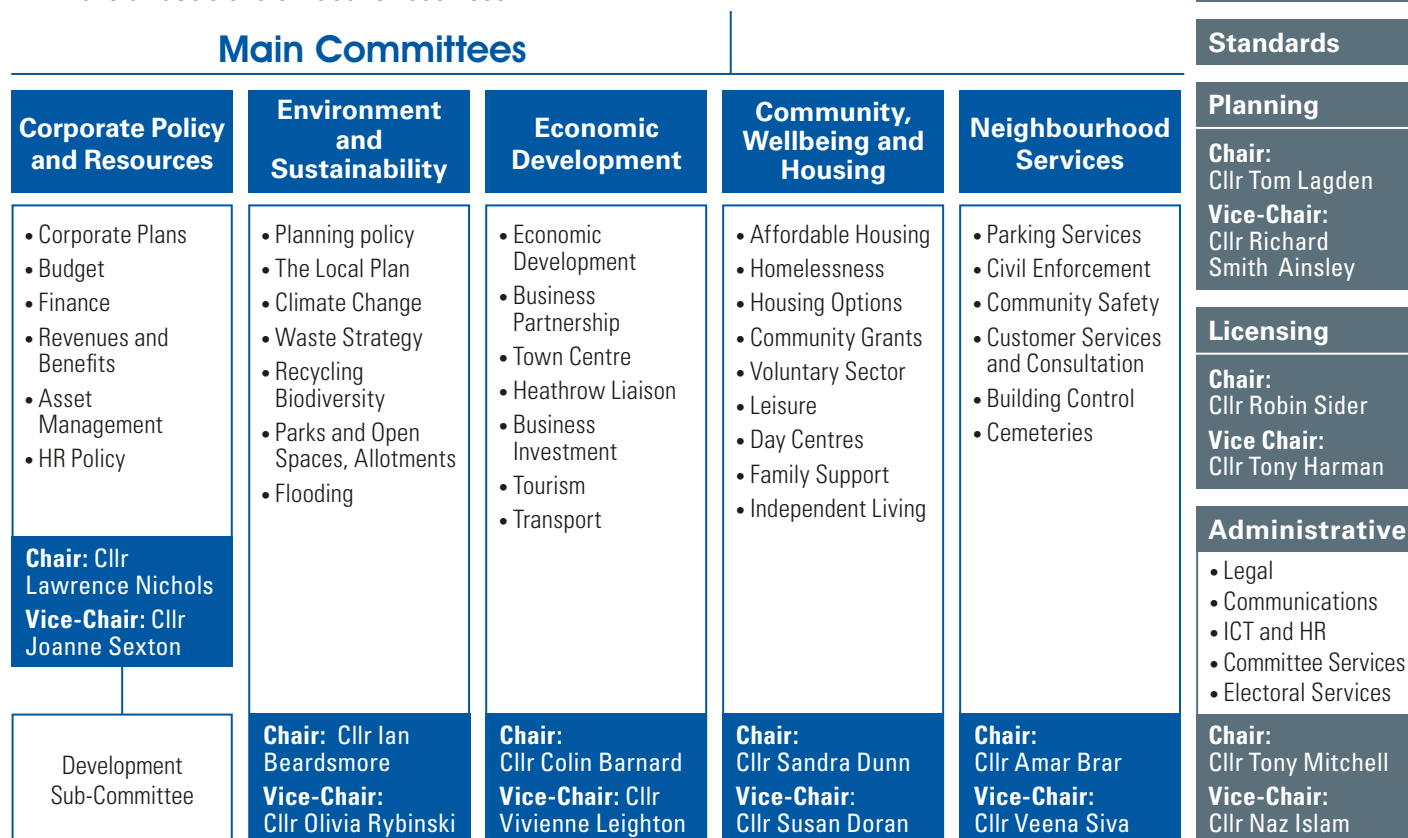 Main Committees
Corporate Policy
and Resources
• Corporate Plans
• Budget
• Finance
• Revenues and
Benefits
• Asset
Management
• HR Policy
Chair: Cllr
Lawrence Nichols
Vice-Chair: Cllr
Joanne Sexton
Development
Sub-Committee
Environment
and
Sustainability
• Planning policy
• The Local Plan
• Climate Change
• Waste Strategy
• Recycling
Biodiversity
• Parks and Open
Spaces, Allotments
• Flooding
Chair: Cllr Ian
Beardsmore
Vice-Chair:
Cllr Olivia Rybinski
Economic
Development
• Economic
Development
• Business
Partnership
• Town Centre
• Heathrow Liaison
• Business
Investment
• Tourism
• Transport
Chair:
Cllr Colin Barnard
Vice-Chair: Cllr
Vivienne Leighton
Community,
Wellbeing and
Housing
• Affordable Housing
• Homelessness
• Housing Options
• Community Grants
• Voluntary Sector
• Leisure
• Day Centres
• Family Support
• Independent Living
Chair:
Cllr Sandra Dunn
Vice-Chair:
Cllr Susan Doran
Neighbourhood
Services
• Parking Services
• Civil Enforcement
• Community Safety
• Customer Services
and Consultation
• Building Control
• Cemeteries
Chair:
Cllr Amar Brar
Vice-Chair:
Cllr Veena Siva
Standards
Planning
Chair:
Cllr Tom Lagden
Vice-Chair:
Cllr Richard
Smith Ainsley
Licensing
Chair:
Cllr Robin Sider
Vice Chair:
Cllr Tony Harman
Administrative
• Legal
• Communications
• ICT and HR
• Committee Services
• Electoral Services
Chair:
Cllr Tony Mitchell
Vice-Chair:
Cllr Naz Islam